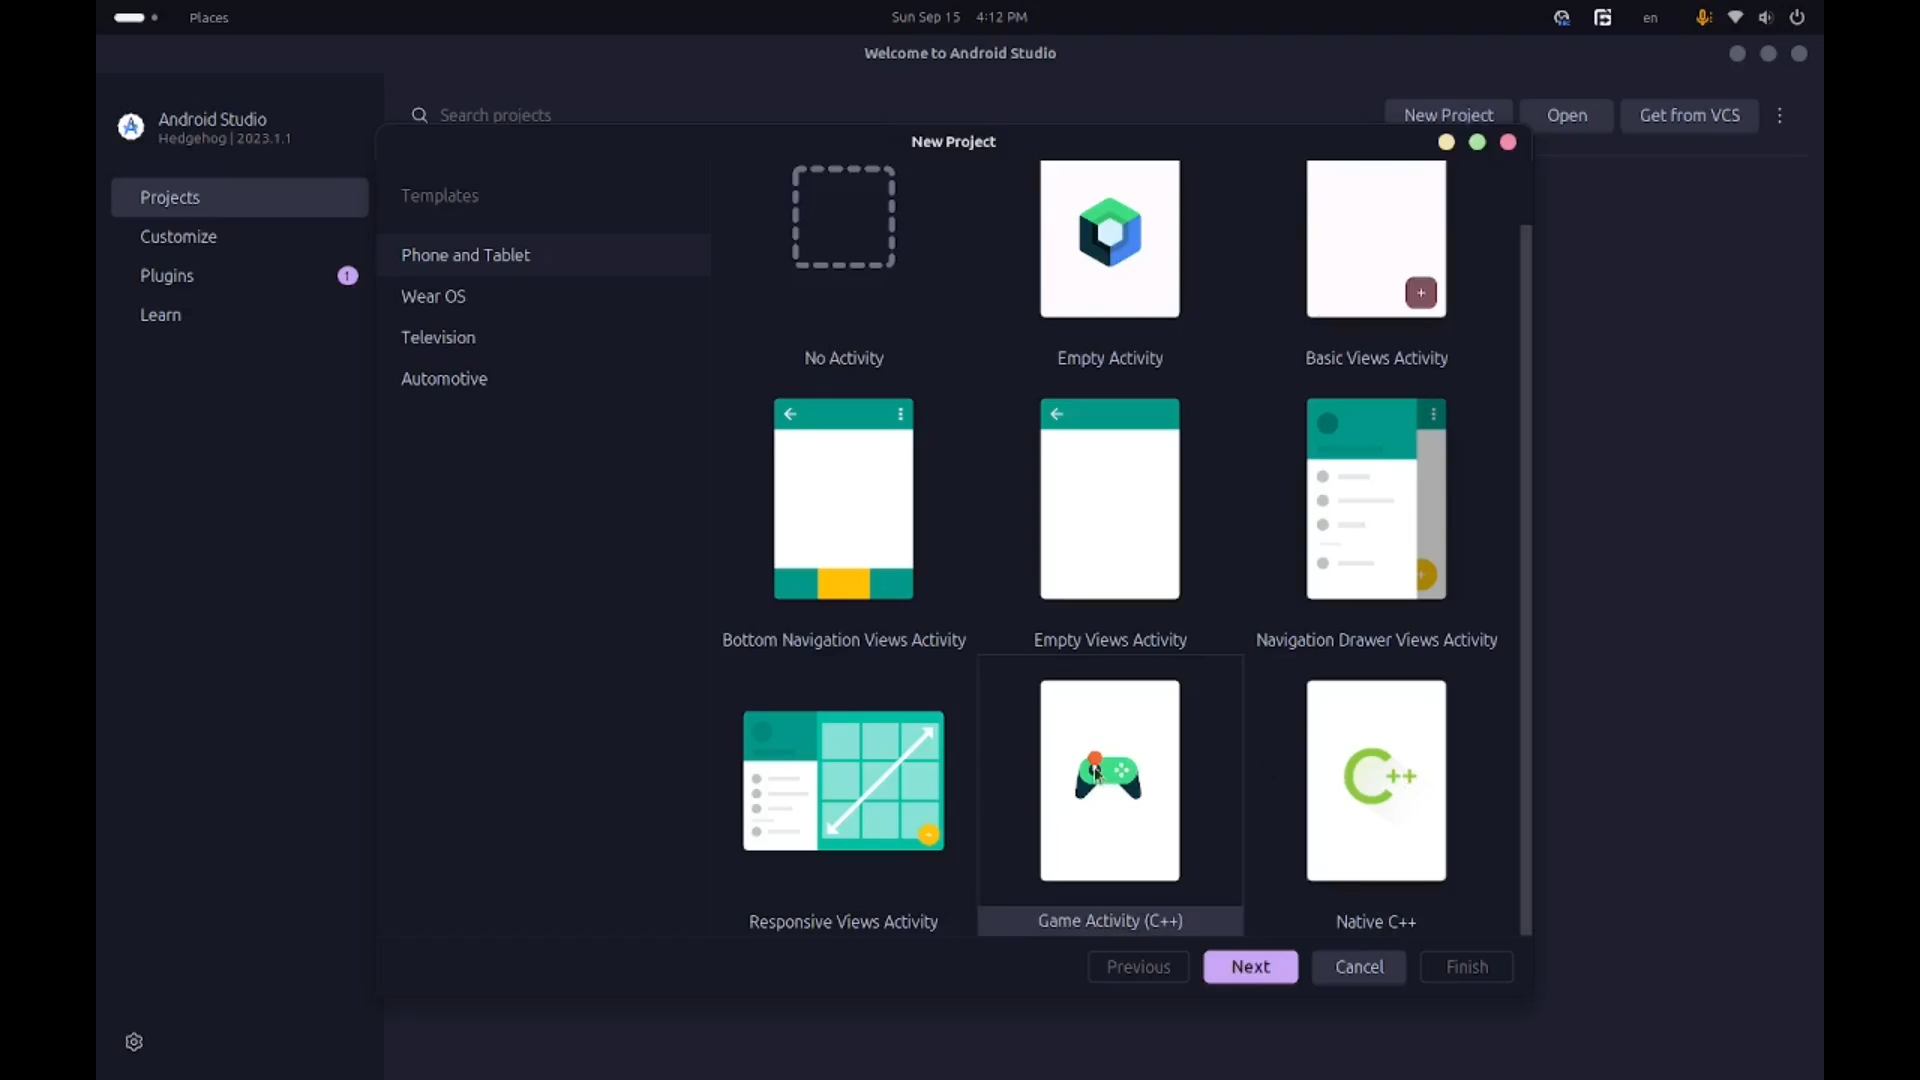 Places
Sun Sep 15 4:12 PM
en
Welcome to Android Studio
Android Studio
Hedgehog | 2023.1.1
Search projects
New Project
Open
Get from VCS
Projects
Customize
Plugins
1
Learn
New Project
Templates
Phone and Tablet
Wear OS
Television
Automotive
No Activity
Empty Activity
Basic Views Activity
Bottom Navigation Views Activity
Empty Views Activity
Navigation Drawer Views Activity
C++
Responsive Views Activity
Game Activity (C++)
Native C++
Previous
Next
Cancel
Finish